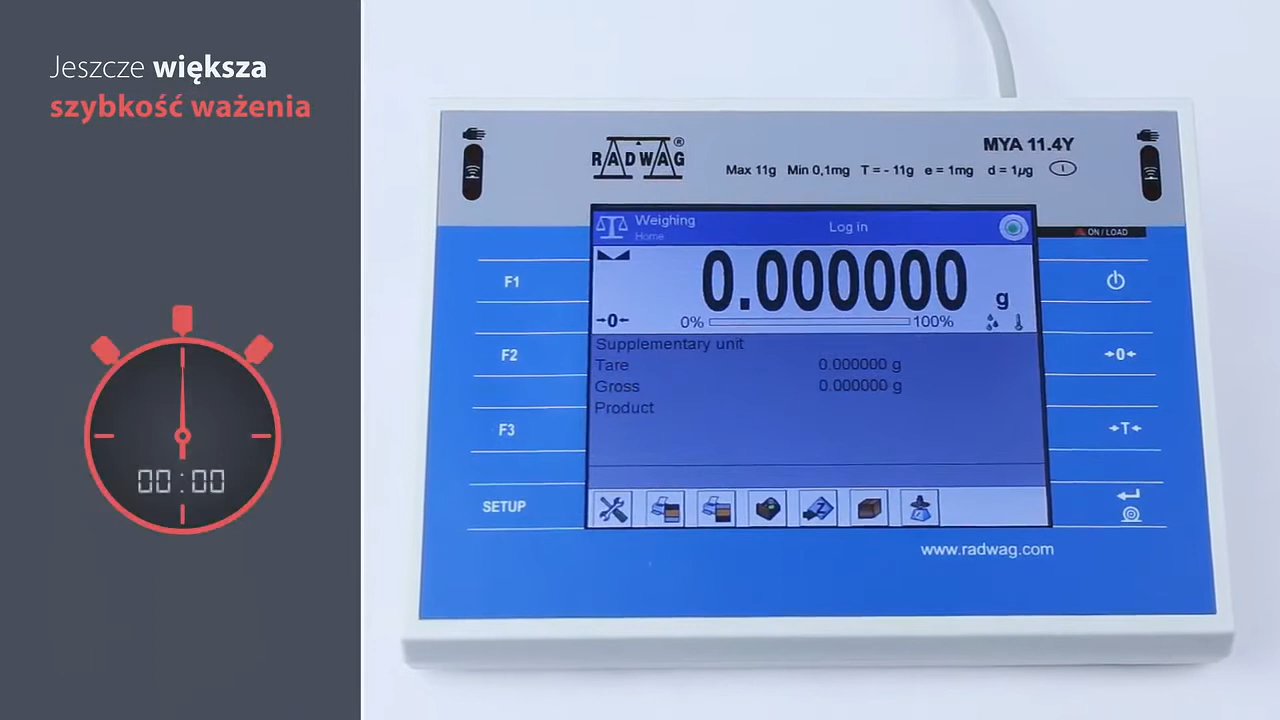 Jeszcze większa
szybkość ważenia
00:00
RADWAG®
MYA 11.4Y
Max 11g Min 0,1mg T = - 11g e = 1mg d = 1µg I
Weighing
Home
Log in
ON / LOAD
0.000000 g
→0←
0% 100%
Supplementary unit
Tare 0.000000 g
Gross 0.000000 g
Product
F1
F2
F3
SETUP
→0←
→T←
Z
www.radwag.com